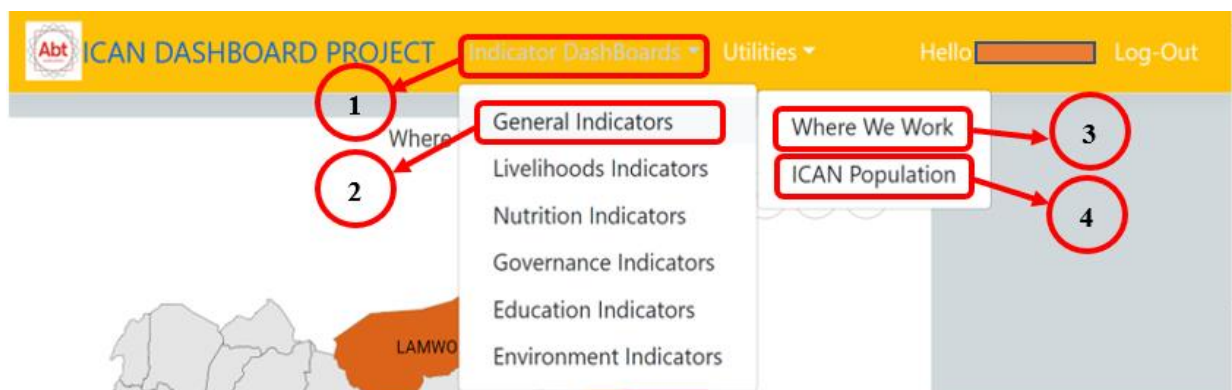 Abt
ICAN DASHBOARD PROJECT Indicator DashBoards Utilities Hello Log-Out
1
General Indicators Where We Work 3
Where
Livelihoods Indicators ICAN Population
2
Nutrition Indicators 4
Governance Indicators
Education Indicators
LAMWO
Environment Indicators